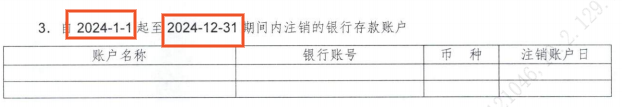 3. 自 2024-1-1 起至 2024-12-31 期间内注销的银行存款账户
账户名称 银行账号 币 种 注销账户日